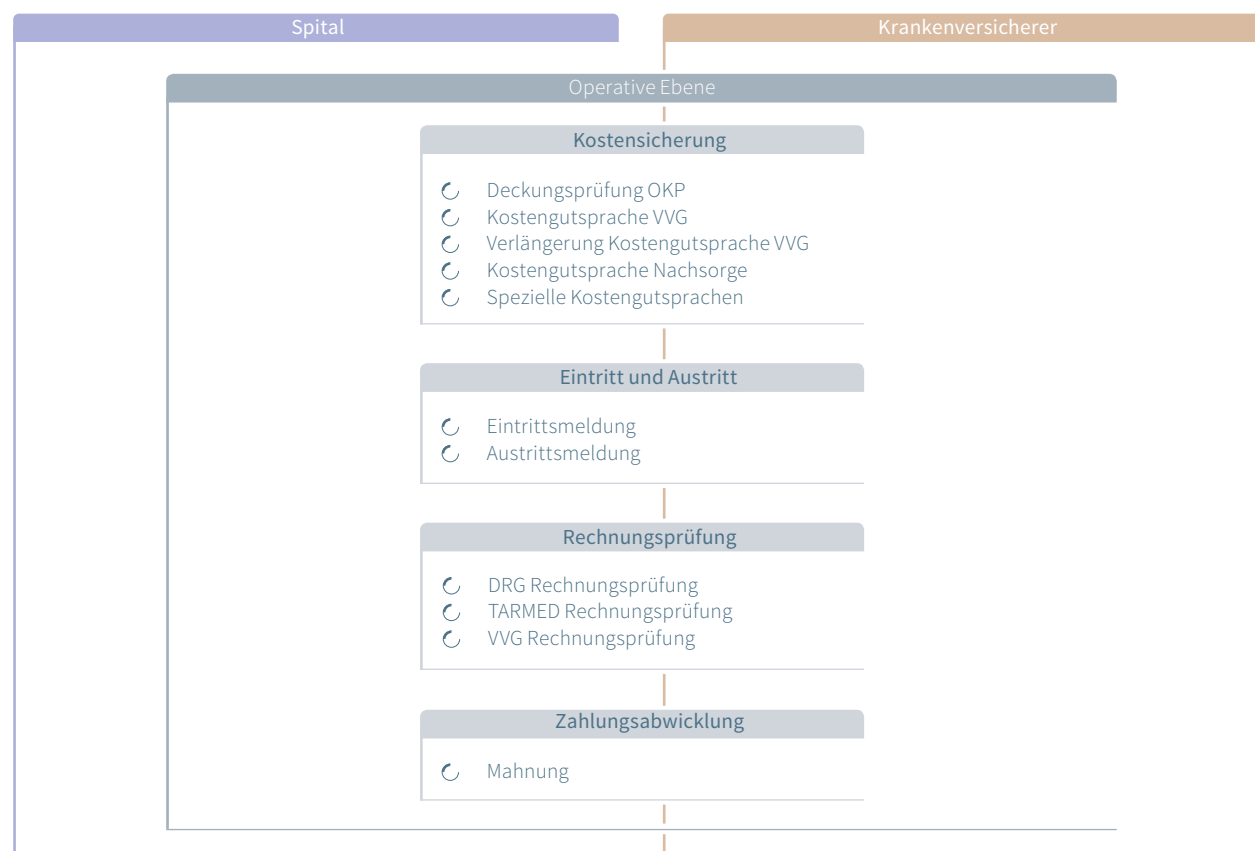 Spital
Krankenversicherer
Operative Ebene
Kostensicherung
Deckungsprüfung OKP
Kostengutsprache VVG
Verlängerung Kostengutsprache VVG
Kostengutsprache Nachsorge
Spezielle Kostengutsprachen
Eintritt und Austritt
Eintrittsmeldung
Austrittsmeldung
Rechnungsprüfung
DRG Rechnungsprüfung
TARMED Rechnungsprüfung
VVG Rechnungsprüfung
Zahlungsabwicklung
Mahnung